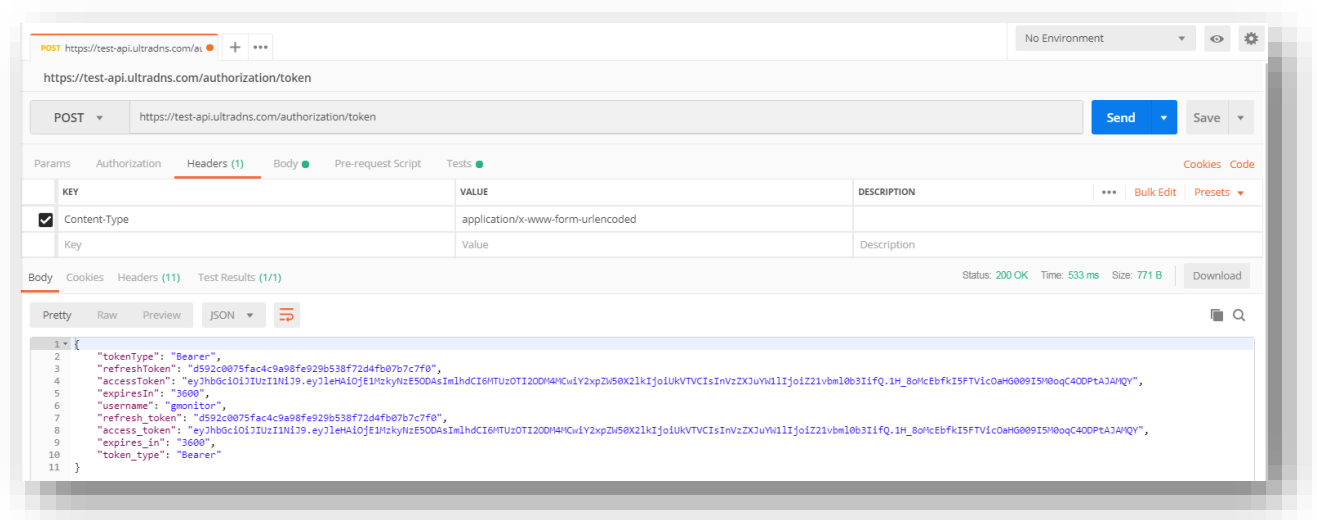 POST https://test-api.ultradns.com/au + ••• No Environment
https://test-api.ultradns.com/authorization/token
POST https://test-api.ultradns.com/authorization/token Send Save
Params Authorization Headers (1) Body Pre-request Script Tests Cookies Code
KEY VALUE DESCRIPTION ••• Bulk Edit Presets
Content-Type application/x-www-form-urlencoded
Key Value Description
Body Cookies Headers (11) Test Results (1/1) Status: 200 OK Time: 533 ms Size: 771 B Download
Pretty Raw Preview JSON
1 {
2 "tokenType": "Bearer",
3 "refreshToken": "d592c0075fac4c9a98fe929b538f72d4fb07b7c7f0",
4 "accessToken": "eyJhbGciOiJIUzI1NiJ9.eyJleHAiOjE1MzkyNzE5ODAsImlhdCI6MTUzOTI2ODM4MCwiY2xpZW50X2lkIjoiUkVTVCIsInVzZXJuYW1lIjoiZ21vbml0b3IifQ.1H_8oMcEbfkI5FTVicOaHG009I5M0oqC4ODPtAJAMQY",
5 "expiresIn": "3600",
6 "username": "gmonitor",
7 "refresh_token": "d592c0075fac4c9a98fe929b538f72d4fb07b7c7f0",
8 "access_token": "eyJhbGciOiJIUzI1NiJ9.eyJleHAiOjE1MzkyNzE5ODAsImlhdCI6MTUzOTI2ODM4MCwiY2xpZW50X2lkIjoiUkVTVCIsInVzZXJuYW1lIjoiZ21vbml0b3IifQ.1H_8oMcEbfkI5FTVicOaHG009I5M0oqC4ODPtAJAMQY",
9 "expires_in": "3600",
10 "token_type": "Bearer"
11 }